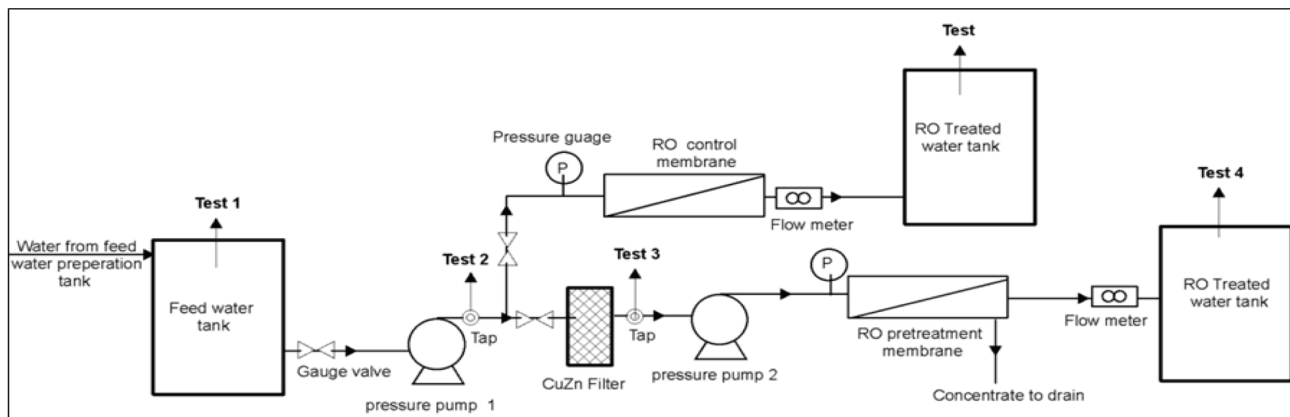 Test
Pressure guage
RO control
membrane
RO Treated
water tank
Flow meter
Test 1
Water from feed
water preperation
tank
Feed water
tank
Gauge valve
pressure pump 1
Test 2
Tap
P
CuZn Filter
Test 3
Tap
pressure pump 2
P
RO pretreatment
membrane
Concentrate to drain
Flow meter
Test 4
RO Treated
water tank